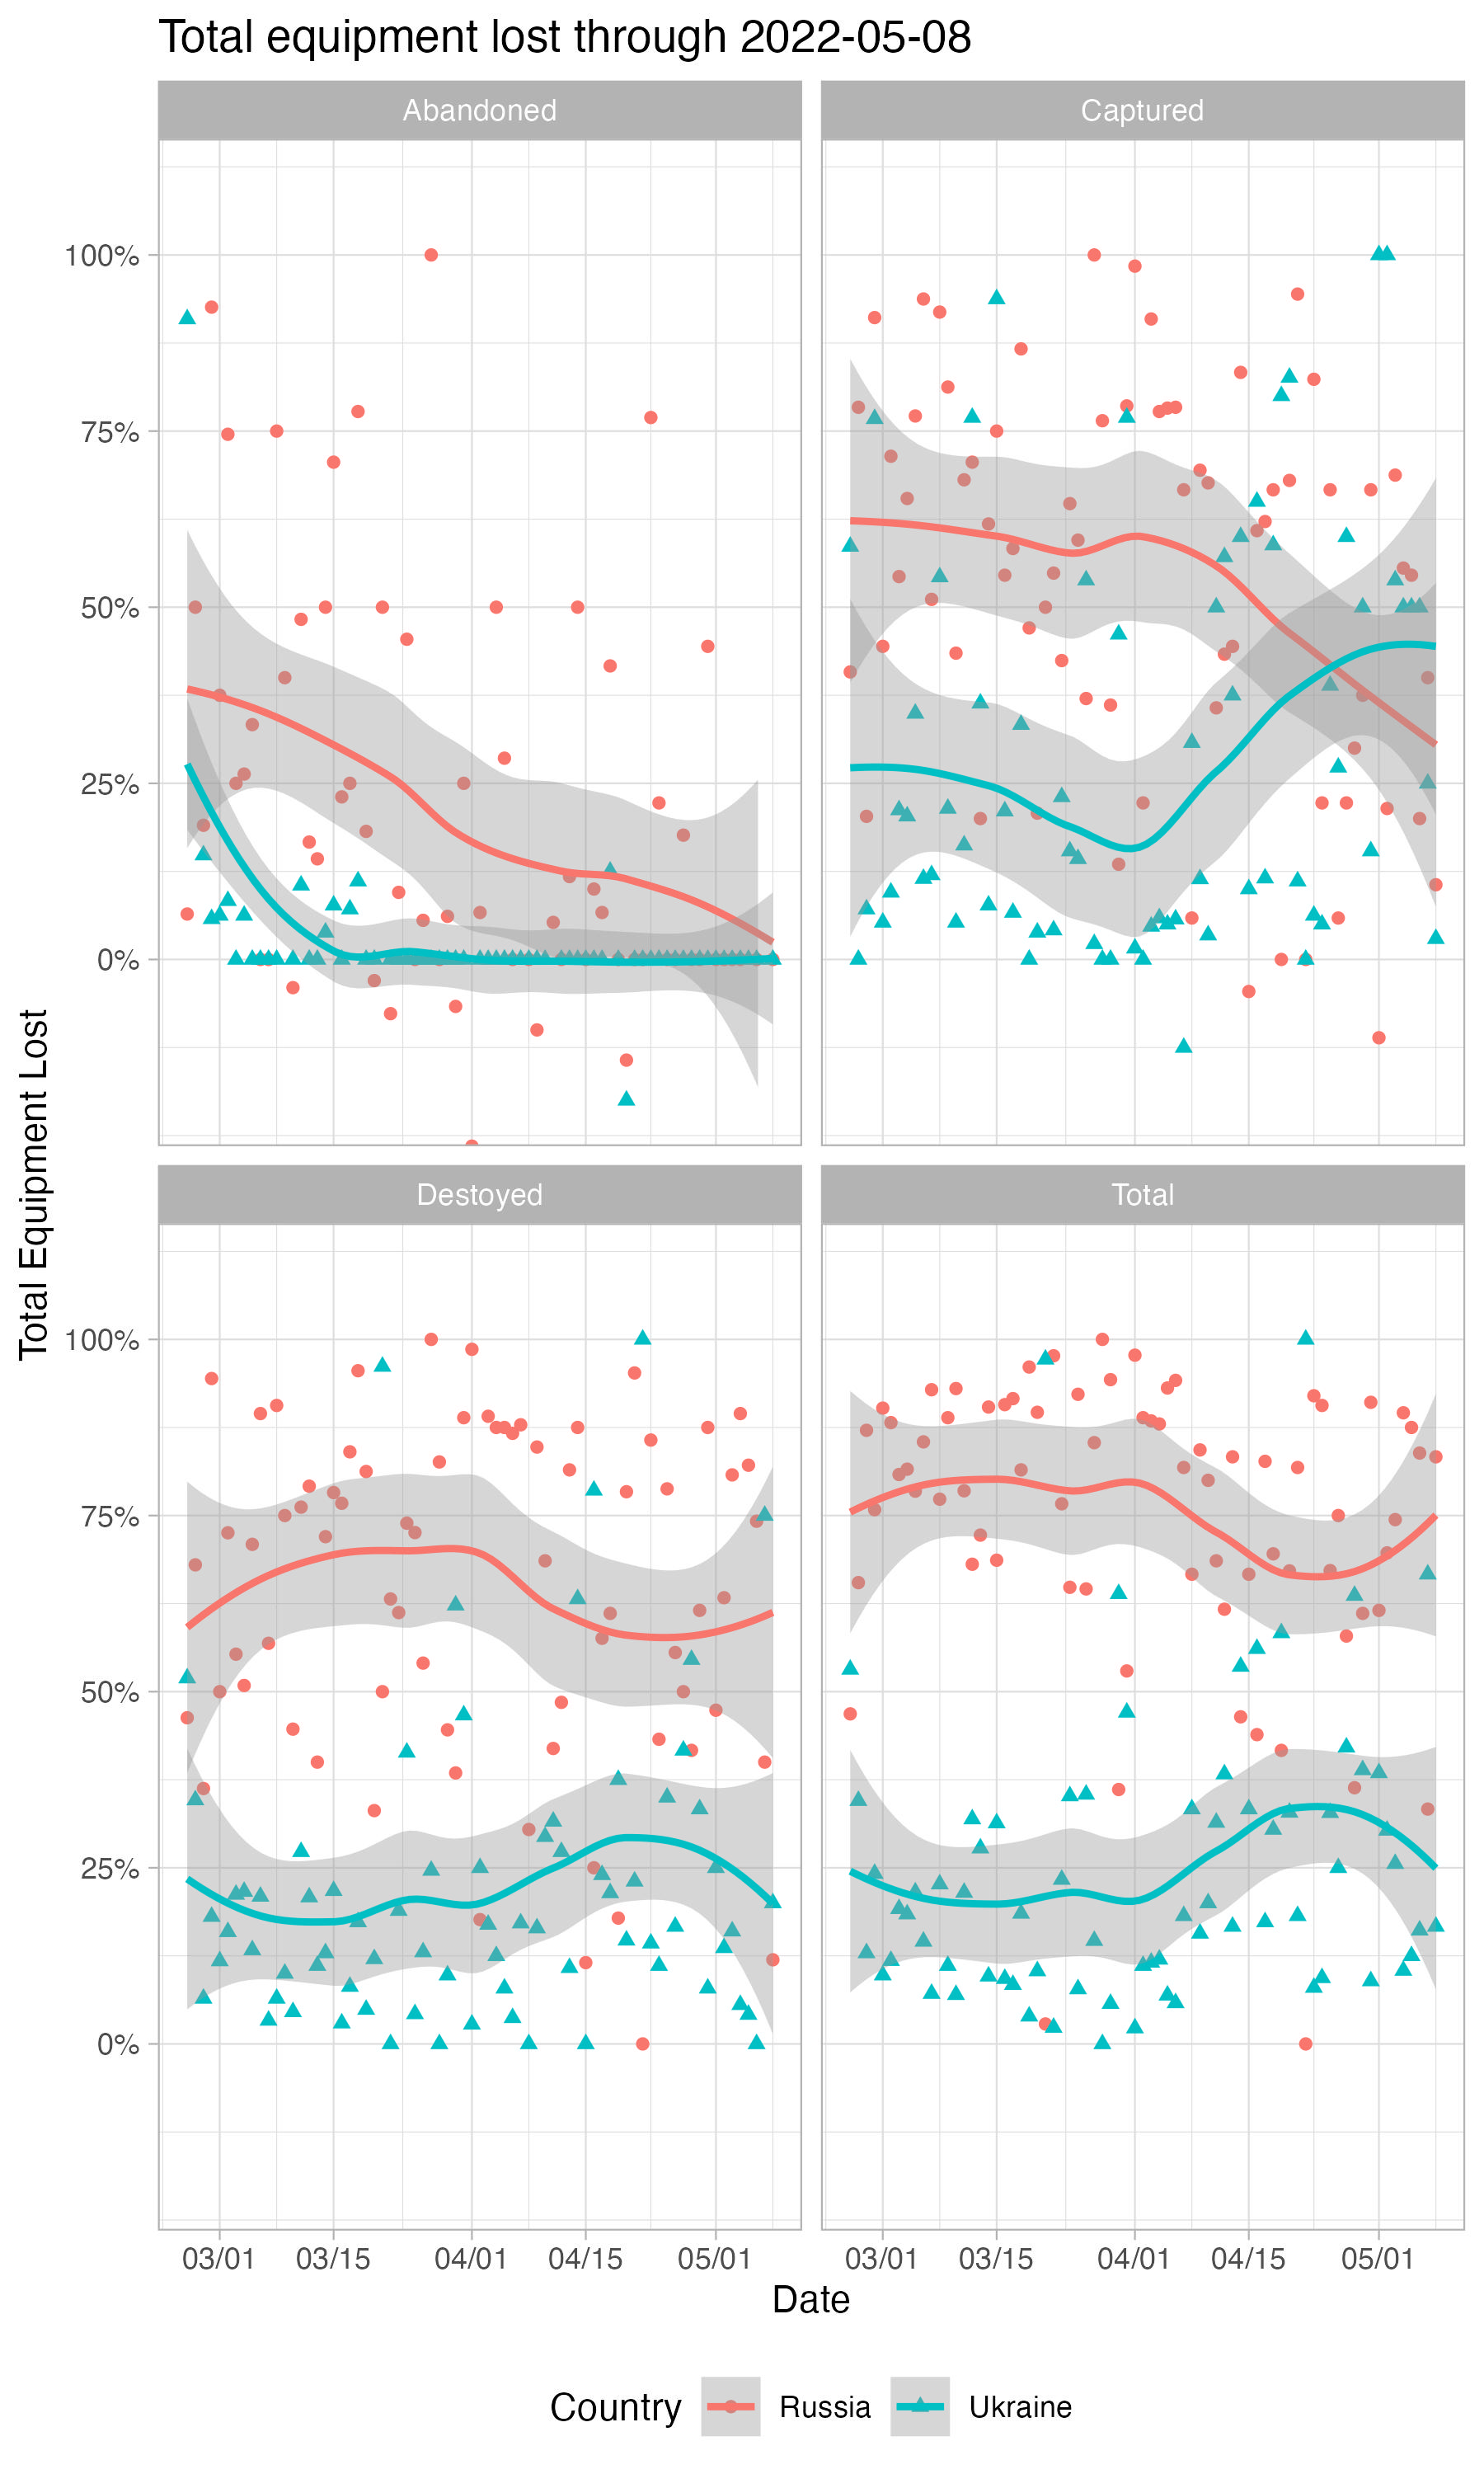 Total equipment lost through 2022-05-08
Abandoned
Captured
100%
75%
50%
25%
0%
Total Equipment Lost
Destoyed
Total
100%
75%
50%
25%
0%
03/01 03/15 04/01 04/15 05/01
03/01 03/15 04/01 04/15 05/01
Date
Country Russia Ukraine